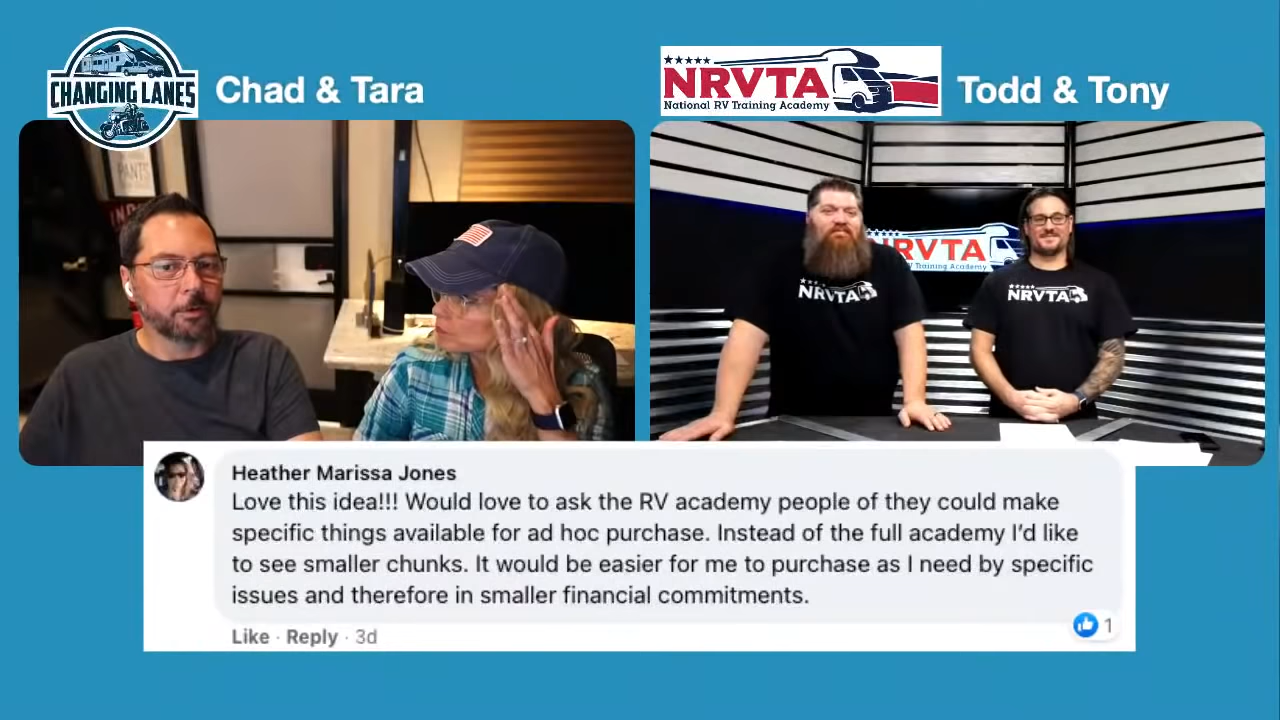 CHANGING LANES
Chad & Tara
NRVTA
National RV Training Academy
Todd & Tony
NRVTA
Training Academy
NRVTA
NRVTA
Heather Marissa Jones
Love this idea!!! Would love to ask the RV academy people of they could make
specific things available for ad hoc purchase. Instead of the full academy I'd like
to see smaller chunks. It would be easier for me to purchase as I need by specific
issues and therefore in smaller financial commitments.
Like · Reply · 3d
1